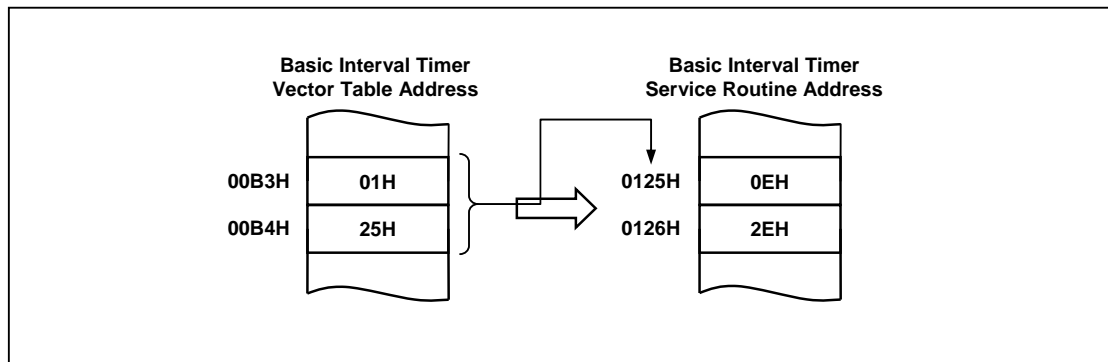 Basic Interval Timer
Vector Table Address
00B3H 01H
00B4H 25H
Basic Interval Timer
Service Routine Address
0125H 0EH
0126H 2EH